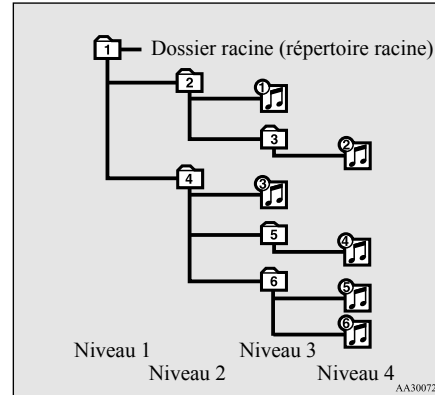 1 Dossier racine (répertoire racine)
2 ①
3 ②
4 ③
5 ④
6 ⑤
⑥
Niveau 1 Niveau 3
Niveau 2 Niveau 4
AA30072